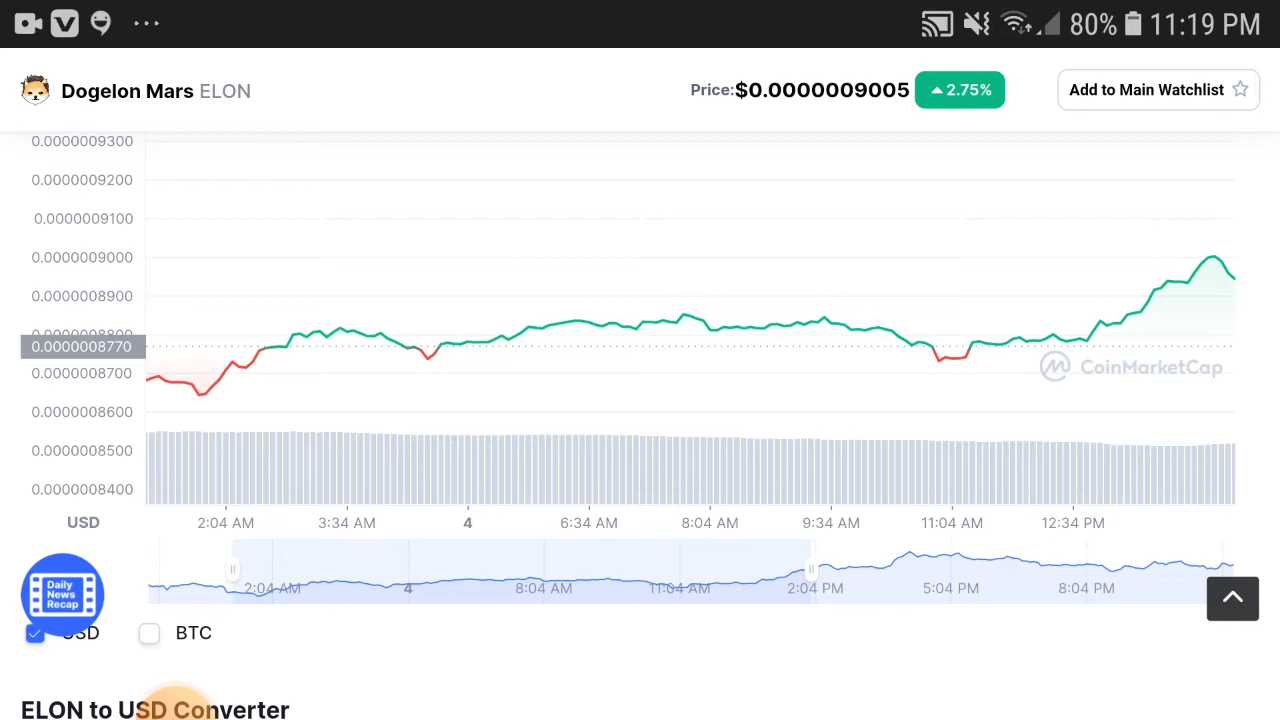 80% 11:19 PM
Dogelon Mars ELON
Price:$0.0000009005 2.75%
Add to Main Watchlist
0.0000009300
0.0000009200
0.0000009100
0.0000009000
0.0000008900
0.0000008800
0.0000008770
0.0000008700
0.0000008600
0.0000008500
0.0000008400
CoinMarketCap
USD 2:04 AM 3:34 AM 4 6:34 AM 8:04 AM 9:34 AM 11:04 AM 12:34 PM
2:04 AM 4 8:04 AM 11:04 AM 2:04 PM 5:04 PM 8:04 PM
Daily
News
Recap
USD BTC
ELON to USD Converter